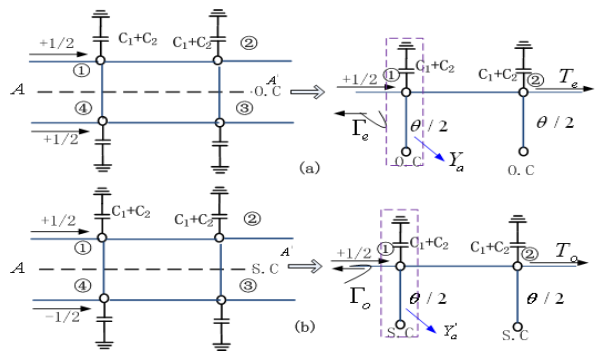 +1/2 C₁+C₂ C₁+C₂ ②
① A'
A O.C
④ ③
+1/2
(a)
+1/2 ① C₁+C₂ C₁+C₂ ② Tₑ
Γₑ θ/2 θ/2
O.C Yₐ O.C
+1/2 C₁+C₂ C₁+C₂ ②
① A'
A S.C
④ ③
-1/2
(b)
+1/2 ① C₁+C₂ C₁+C₂ ② Tₒ
Γₒ θ/2 θ/2
S.C Y'ₐ S.C